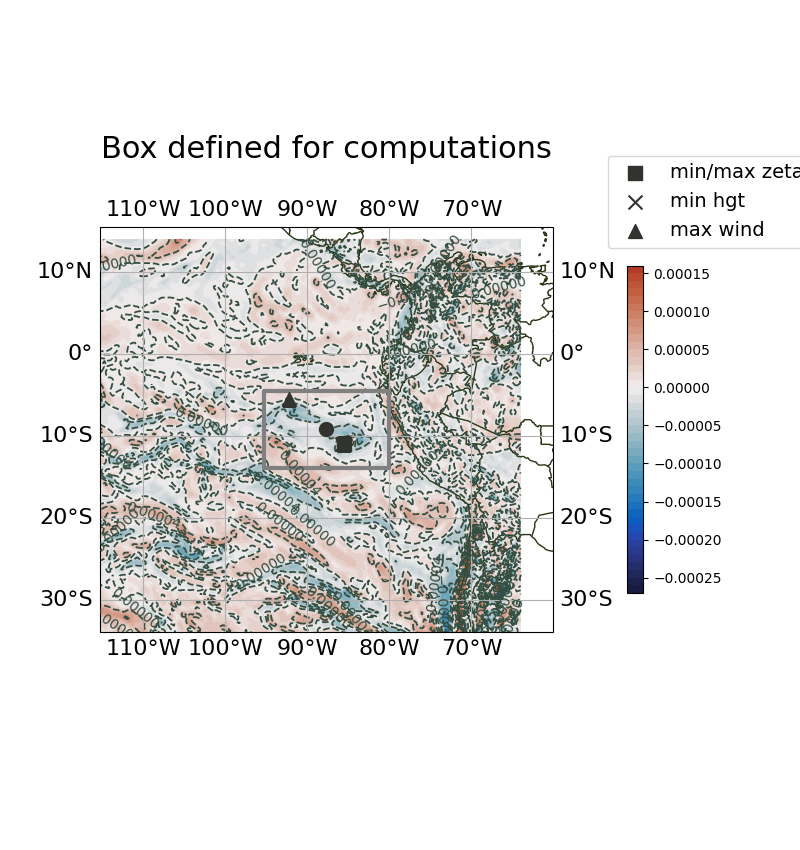 Box defined for computations
min/max zeta
min hgt
max wind
110°W 100°W 90°W 80°W 70°W
10°N 10°N
0° 0°
10°S 10°S
20°S 20°S
30°S 30°S
110°W 100°W 90°W 80°W 70°W
0.00015
0.00010
0.00005
0.00000
−0.00005
−0.00010
−0.00015
−0.00020
−0.00025